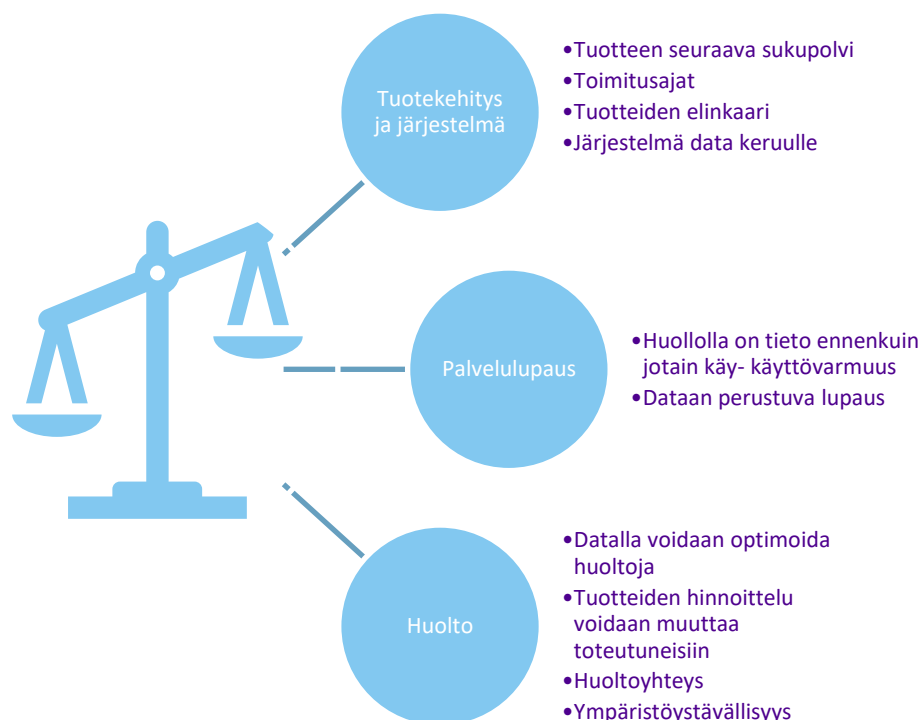 Tuotekehitys
ja järjestelmä
•Tuotteen seuraava sukupolvi
•Toimitusajat
•Tuotteiden elinkaari
•Järjestelmä data keruulle
Palvelulupaus
•Huollolla on tieto ennenkuin
jotain käy- käyttövarmuus
•Dataan perustuva lupaus
Huolto
•Datalla voidaan optimoida
huoltoja
•Tuotteiden hinnoittelu
voidaan muuttaa
toteutuneisiin
•Huoltoyhteys
•Ympäristöystävällisyys